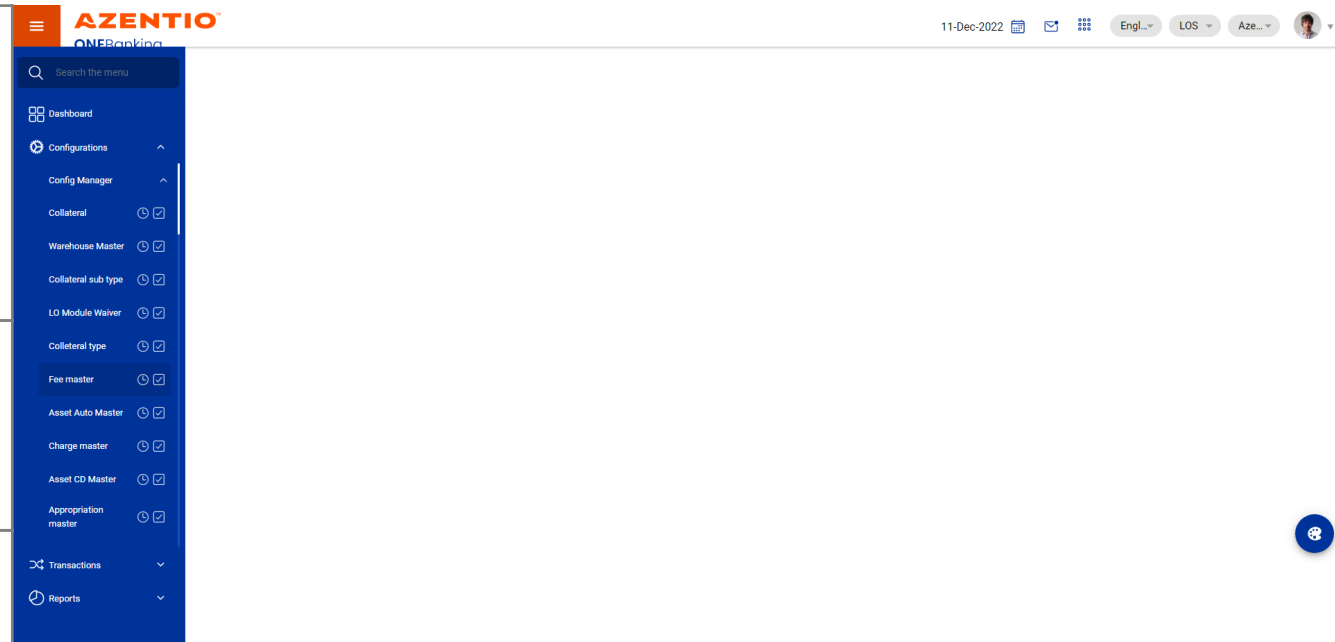 AZENTIO™
ONEBanking
11-Dec-2022
Engl...
LOS
Aze...
Search the menu
Dashboard
Configurations
Config Manager
Collateral
Warehouse Master
Collateral sub type
LO Module Waiver
Colleteral type
Fee master
Asset Auto Master
Charge master
Asset CD Master
Appropriation
master
Transactions
Reports